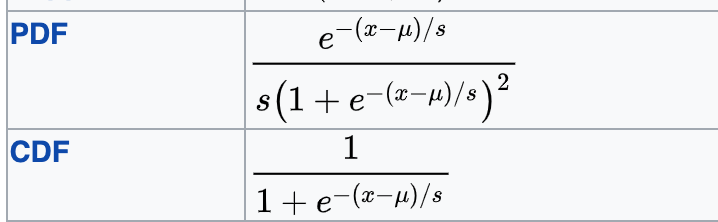 PDF
e^{-(x-μ)/s}
s(1 + e^{-(x-μ)/s})^2
CDF
1
1 + e^{-(x-μ)/s}